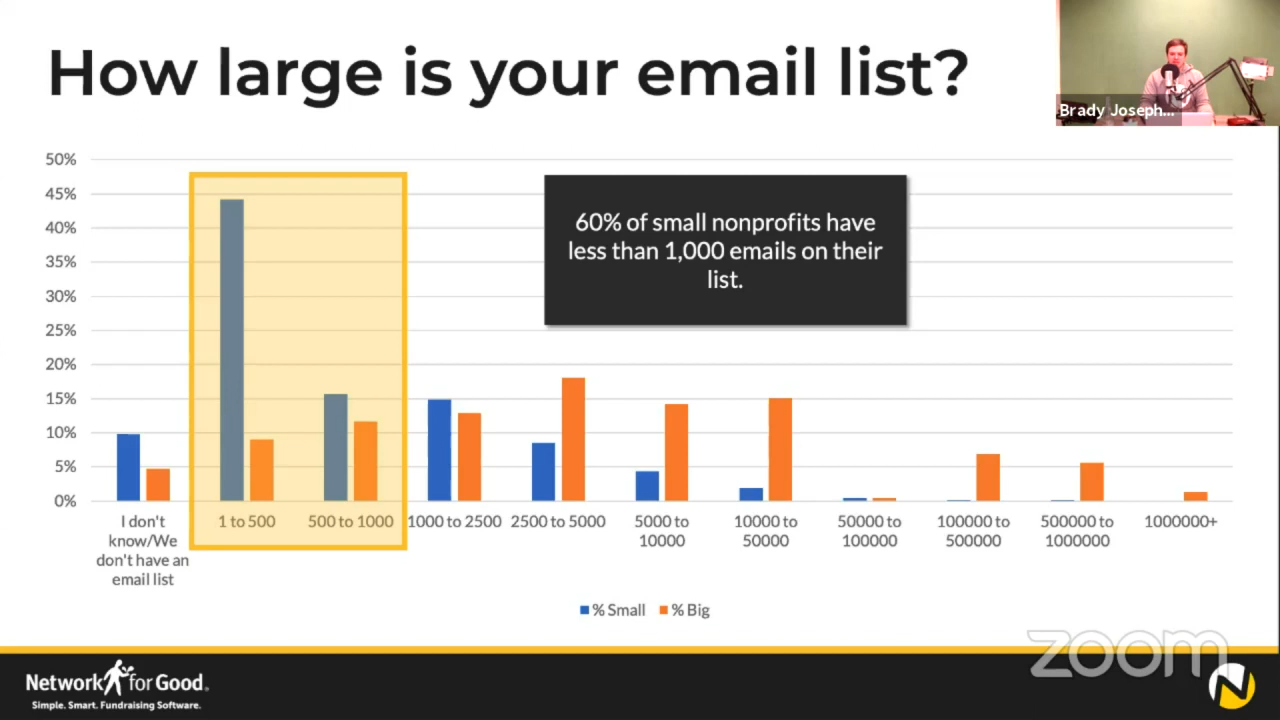 How large is your email list?
Brady Joseph...
50%
45%
40%
35%
30%
25%
20%
15%
10%
5%
0%
60% of small nonprofits have
less than 1,000 emails on their
list.
I don't
know/We
don't have an
email list
1 to 500
500 to 1000
1000 to 2500
2500 to 5000
5000 to
10000
10000 to
50000
50000 to
100000
100000 to
500000
500000 to
1000000
1000000+
% Small
% Big
zoom
Network for Good.
Simple. Smart. Fundraising Software.
N